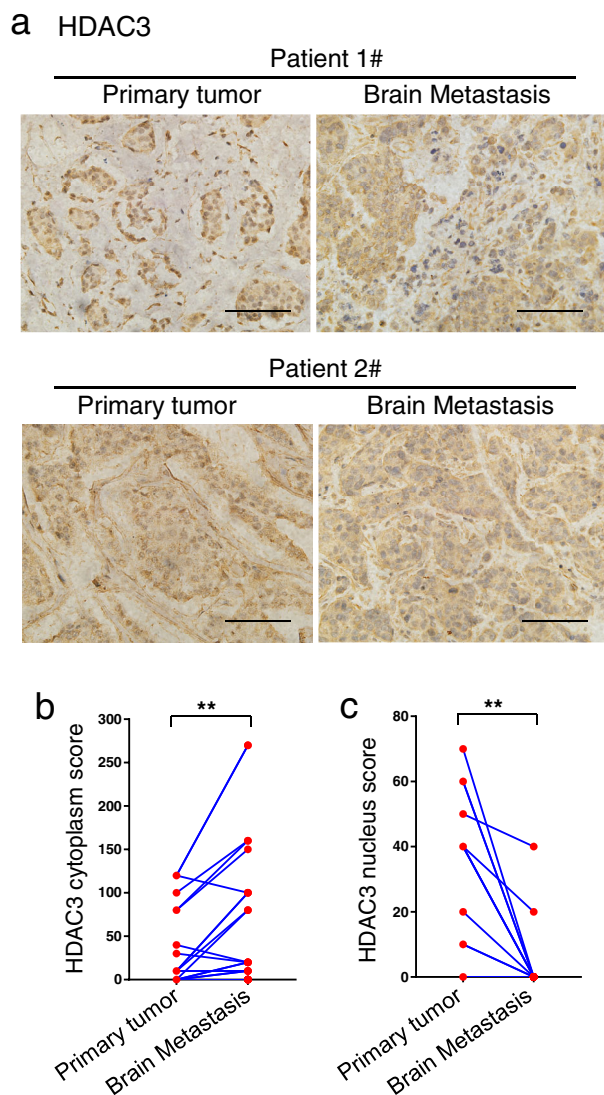 a HDAC3
Patient 1#
Primary tumor Brain Metastasis
Patient 2#
Primary tumor Brain Metastasis
b
HDAC3 cytoplasm score
**
300
250
200
150
100
50
0
Primary tumor
Brain Metastasis
c
HDAC3 nucleus score
**
80
60
40
20
0
Primary tumor
Brain Metastasis